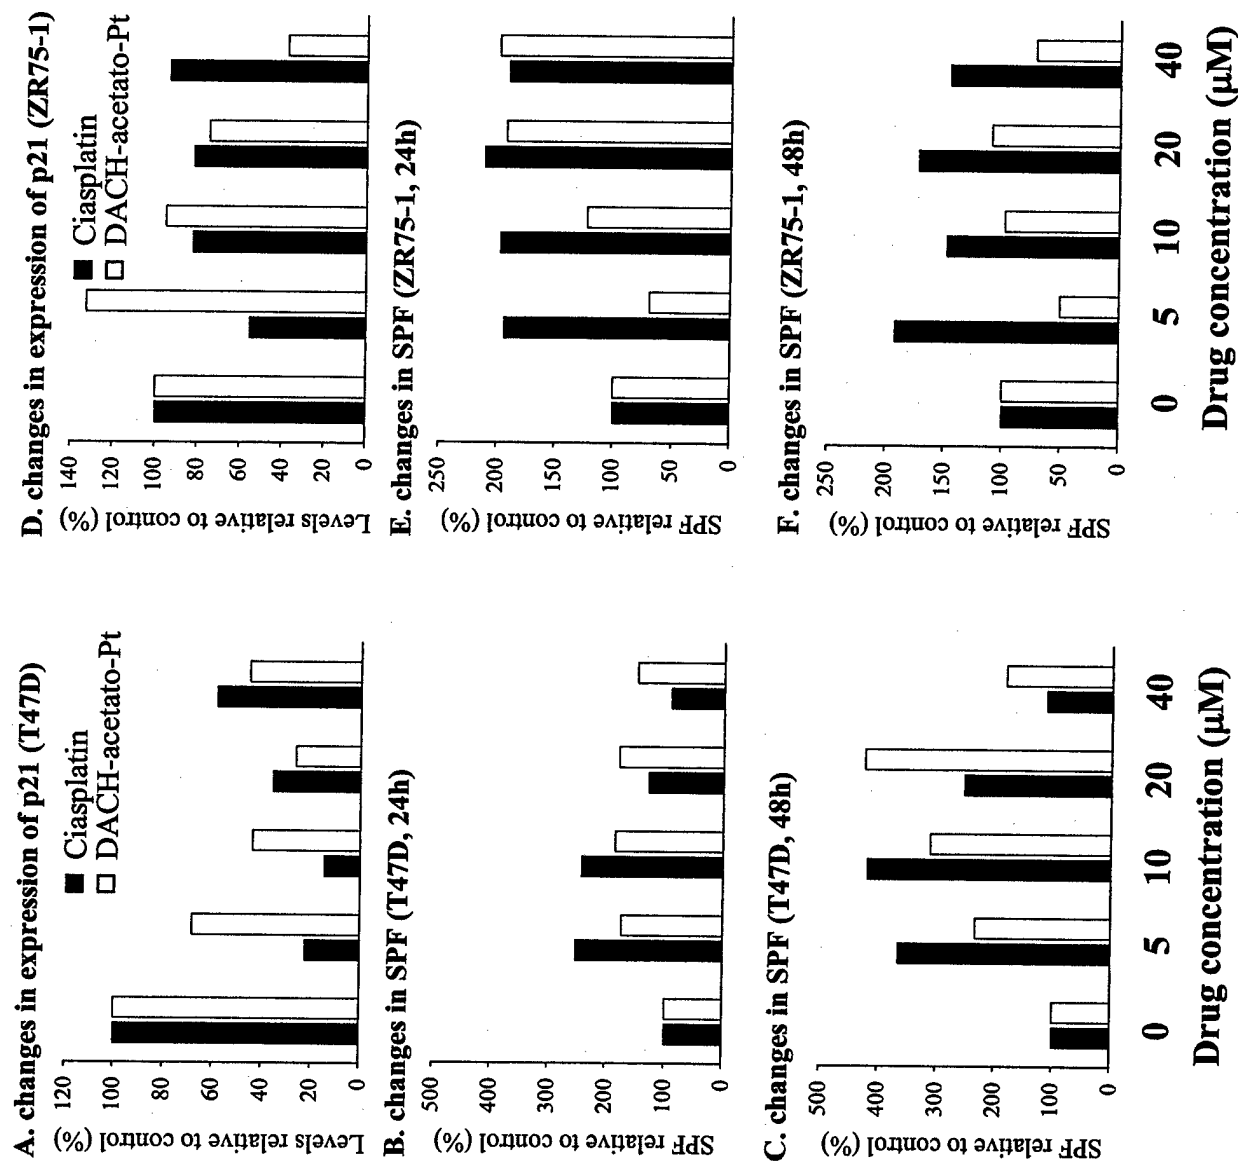 A. changes in expression of p21 (T47D)
Levels relative to control (%)
120
100
80
60
40
20
0
Ciasplatin
DACH-acetato-Pt
B. changes in SPF (T47D, 24h)
SPF relative to control (%)
500
400
300
200
100
0
C. changes in SPF (T47D, 48h)
SPF relative to control (%)
500
400
300
200
100
0
0 5 10 20 40
Drug concentration (μM)
D. changes in expression of p21 (ZR75-1)
Levels relative to control (%)
140
120
100
80
60
40
20
0
Ciasplatin
DACH-acetato-Pt
E. changes in SPF (ZR75-1, 24h)
SPF relative to control (%)
250
200
150
100
50
0
F. changes in SPF (ZR75-1, 48h)
SPF relative to control (%)
250
200
150
100
50
0
0 5 10 20 40
Drug concentration (μM)